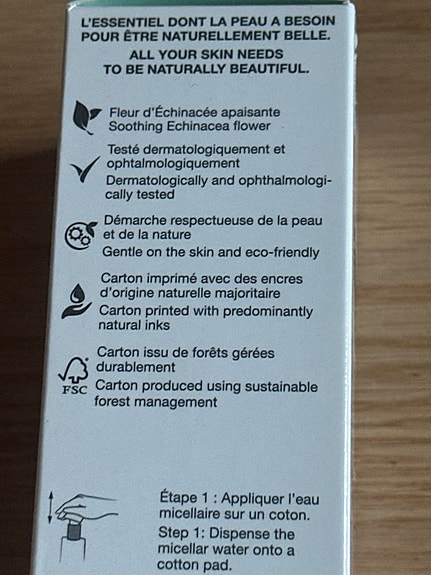 L'ESSENTIEL DONT LA PEAU A BESOIN
POUR ÊTRE NATURELLEMENT BELLE.
ALL YOUR SKIN NEEDS
TO BE NATURALLY BEAUTIFUL.
Fleur d'Échinacée apaisante
Soothing Echinacea flower
Testé dermatologiquement et
ophtalmologiquement
Dermatologically and ophthalmologi-
cally tested
Démarche respectueuse de la peau
et de la nature
Gentle on the skin and eco-friendly
Carton imprimé avec des encres
d'origine naturelle majoritaire
Carton printed with predominantly
natural inks
Carton issu de forêts gérées
durablement
FSC
Carton produced using sustainable
forest management
Étape 1 : Appliquer l'eau
micellaire sur un coton.
Step 1: Dispense the
micellar water onto a
cotton pad.